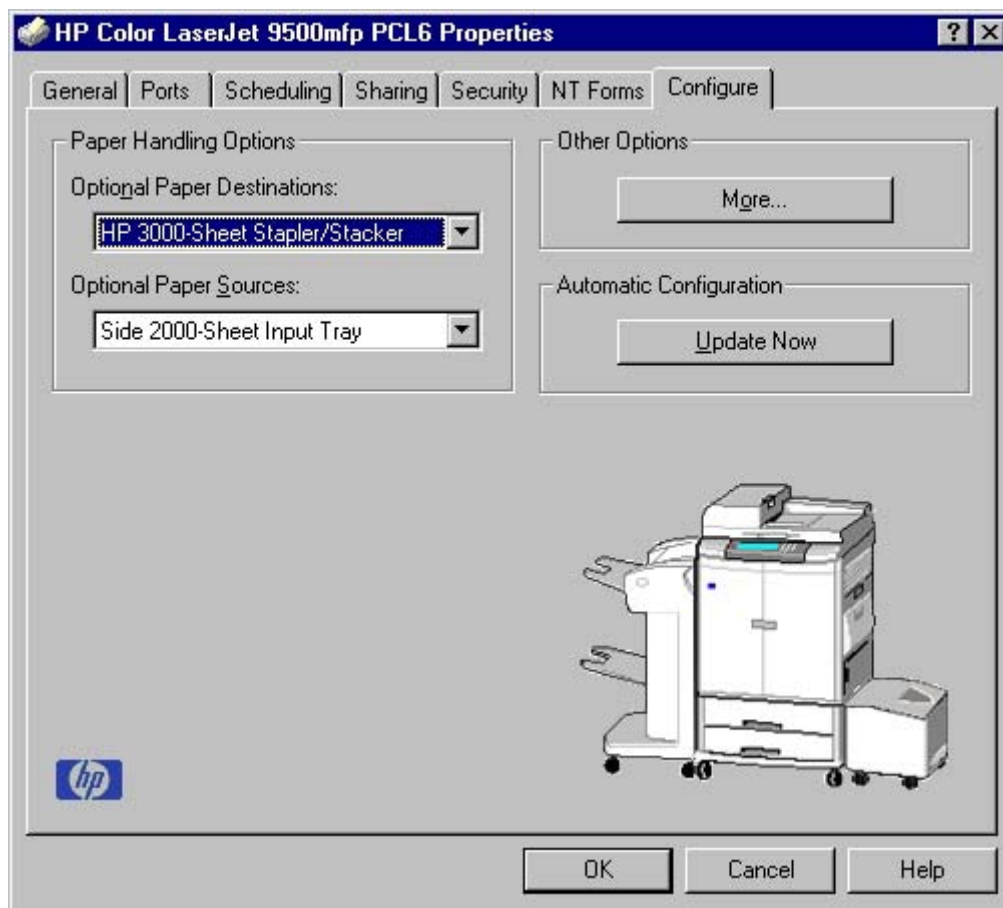 HP Color LaserJet 9500mfp PCL6 Properties
General Ports Scheduling Sharing Security NT Forms Configure
Paper Handling Options
Optional Paper Destinations:
HP 3000-Sheet Stapler/Stacker
Optional Paper Sources:
Side 2000-Sheet Input Tray
Other Options
More...
Automatic Configuration
Update Now
hp
OK Cancel Help